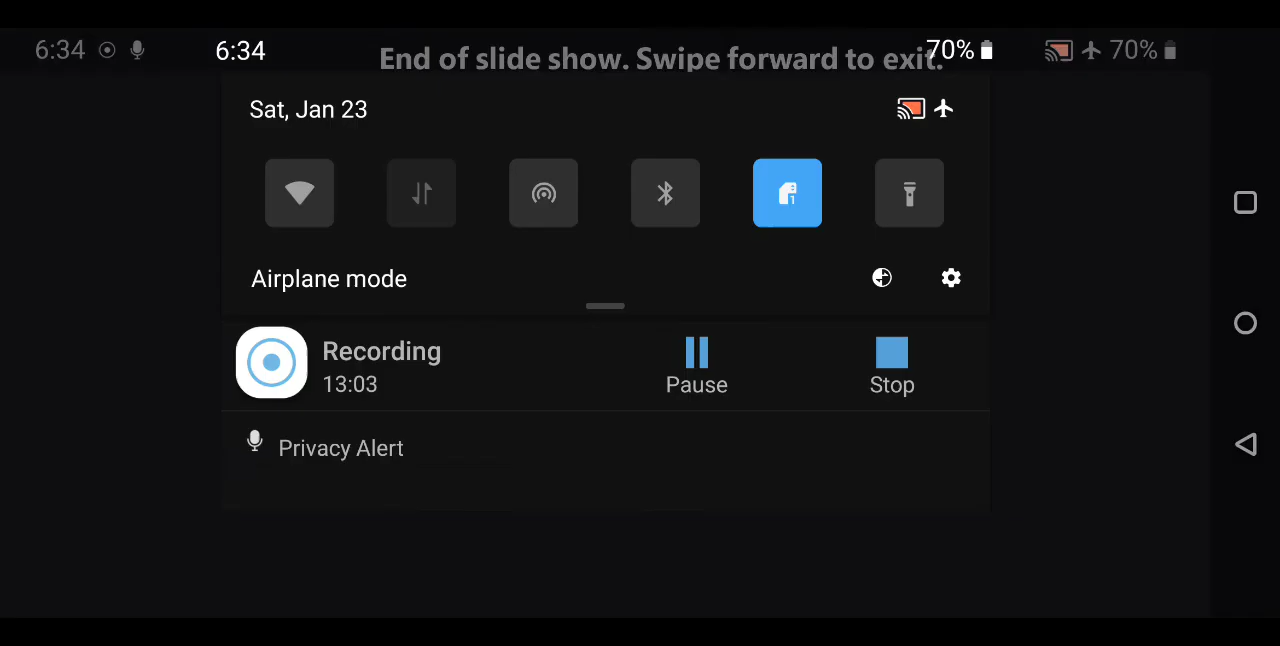 6:34
6:34
End of slide show. Swipe forward to exit.
70%
70%
Sat, Jan 23
1
Airplane mode
Recording
13:03
Pause
Stop
Privacy Alert